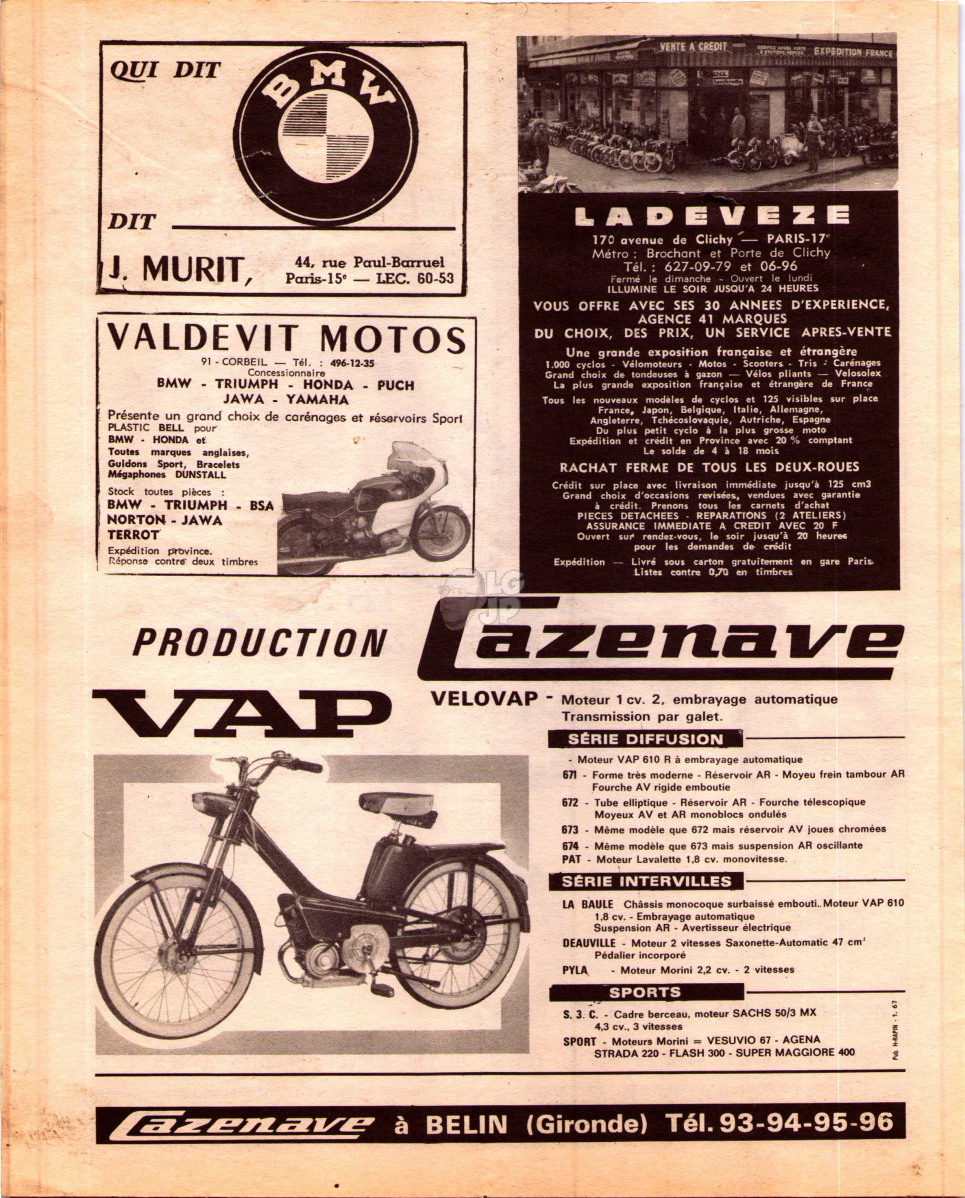 QUI DIT
BMW
DIT
J. MURIT,
44, rue Paul-Barruel
Paris-15e — LEC. 60-53
VALDEVIT MOTOS
91 - CORBEIL — Tél. : 496-12-35
Concessionnaire
BMW - TRIUMPH - HONDA - PUCH
JAWA - YAMAHA
Présente un grand choix de carénages et réservoirs Sport
PLASTIC BELL pour
BMW - HONDA et
Toutes marques anglaises,
Guidons Sport, Bracelets
Mégaphones DUNSTALL
Stock toutes pièces :
BMW - TRIUMPH - BSA
NORTON - JAWA
TERROT
Expédition province.
Réponse contre deux timbres
VENTE A CREDIT
EXPEDITION FRANCE
LADEVEZE
170 avenue de Clichy — PARIS-17e
Métro : Brochant et Porte de Clichy
Tél. : 627-09-79 et 06-96
Fermé le dimanche - Ouvert le lundi
ILLUMINE LE SOIR JUSQU'A 24 HEURES
VOUS OFFRE AVEC SES 30 ANNEES D'EXPERIENCE,
AGENCE 41 MARQUES
DU CHOIX, DES PRIX, UN SERVICE APRES-VENTE
Une grande exposition française et étrangère
1.000 cyclos - Vélomoteurs - Motos - Scooters - Tris - Carénages
Grand choix de tondeuses à gazon — Vélos pliants — Velosolex
La plus grande exposition française et étrangère de France
Tous les nouveaux modèles de cyclos et 125 visibles sur place
France, Japon, Belgique, Italie, Allemagne,
Angleterre, Tchécoslovaquie, Autriche, Espagne
Du plus petit cyclo à la plus grosse moto
Expédition et crédit en Province avec 20 % comptant
Le solde de 4 à 18 mois
RACHAT FERME DE TOUS LES DEUX-ROUES
Crédit sur place avec livraison immédiate jusqu'à 125 cm3
Grand choix d'occasions revisées, vendues avec garantie
à crédit. Prenons tous les carnets d'achat
PIECES DETACHEES - REPARATIONS (2 ATELIERS)
ASSURANCE IMMEDIATE A CREDIT AVEC 20 F
Ouvert sur rendez-vous, le soir jusqu'à 20 heures
pour les demandes de crédit
Expédition — Livré sous carton gratuitement en gare Paris.
Listes contre 0,70 en timbres
LG
JP
PRODUCTION Cazenave
VAP
VELOVAP - Moteur 1 cv. 2, embrayage automatique
Transmission par galet.
SÉRIE DIFFUSION
- Moteur VAP 610 R à embrayage automatique
671 - Forme très moderne - Réservoir AR - Moyeu frein tambour AR
Fourche AV rigide emboutie
672 - Tube elliptique - Réservoir AR - Fourche télescopique
Moyeux AV et AR monoblocs ondulés
673 - Même modèle que 672 mais réservoir AV joues chromées
674 - Même modèle que 673 mais suspension AR oscillante
PAT - Moteur Lavalette 1,8 cv. monovitesse.
SÉRIE INTERVILLES
LA BAULE Châssis monocoque surbaissé embouti.. Moteur VAP 610
1,8 cv. - Embrayage automatique
Suspension AR - Avertisseur électrique
DEAUVILLE - Moteur 2 vitesses Saxonette-Automatic 47 cm3
Pédalier incorporé
PYLA - Moteur Morini 2,2 cv. - 2 vitesses
SPORTS
S. 3. C. - Cadre berceau, moteur SACHS 50/3 MX
4,3 cv., 3 vitesses
SPORT - Moteurs Morini = VESUVIO 67 - AGENA
STRADA 220 - FLASH 300 - SUPER MAGGIORE 400
Pub. H-RAPIN - 1. 67
Cazenave à BELIN (Gironde) Tél. 93-94-95-96